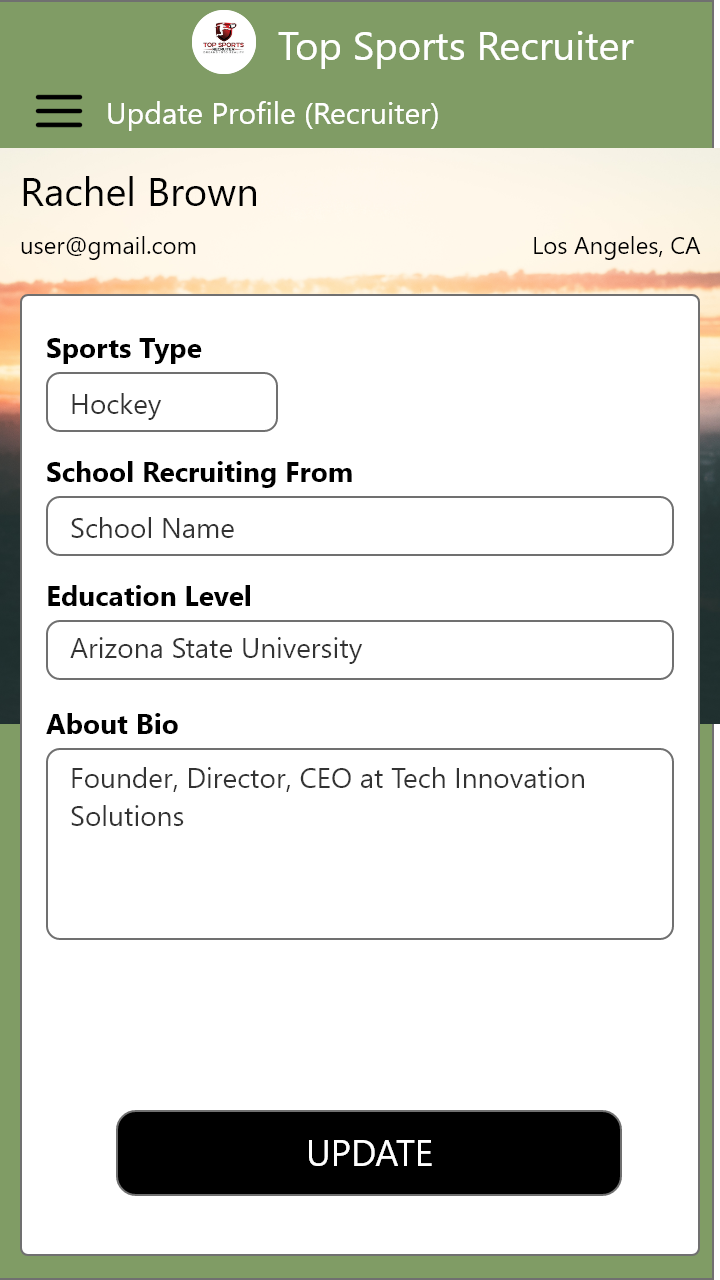 TOP SPORTS
RECRUITER
Top Sports Recruiter
Update Profile (Recruiter)
Rachel Brown
user@gmail.com
Los Angeles, CA
Sports Type
Hockey
School Recruiting From
School Name
Education Level
Arizona State University
About Bio
Founder, Director, CEO at Tech Innovation
Solutions
UPDATE